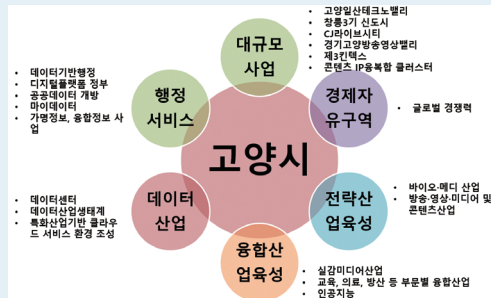 • 고양일산테크노밸리
• 창릉3기 신도시
• CJ라이브시티
• 경기고양방송영상밸리
• 제3킨텍스
• 콘텐츠 IP융복합 클러스터
대규모
사업
• 데이터기반행정
• 디지털플랫폼 정부
• 공공데이터 개방
• 마이데이터
• 가명정보, 융합정보 사
업
행정
서비스
경제자
유구역
• 글로벌 경쟁력
고양시
• 데이터센터
• 데이터산업생태계
• 특화산업기반 클라우
드 서비스 환경 조성
데이터
산업
전략산
업육성
• 바이오·메디 산업
• 방송·영상·미디어 및
콘텐츠산업
융합산
업육성
• 실감미디어산업
• 교육, 의료, 방산 등 부문별 융합산업
• 인공지능